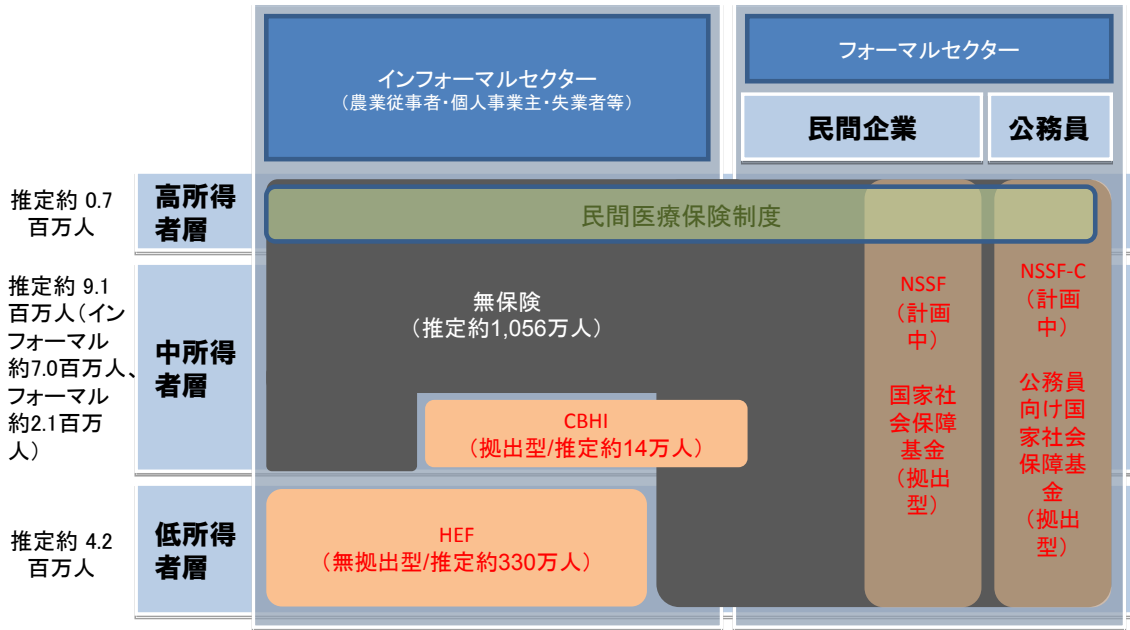 インフォーマルセクター
（農業従事者・個人事業主・失業者等）
フォーマルセクター
民間企業
公務員
推定約 0.7
百万人
高所得
者層
民間医療保険制度
推定約 9.1
百万人（イン
フォーマル
約7.0百万人、
フォーマル
約2.1百万
人）
中所得
者層
無保険
（推定約1,056万人）
CBHI
（拠出型/推定約14万人）
NSSF
（計画
中）
国家社
会保障
基金
（拠出
型）
NSSF-C
（計画
中）
公務員
向け国
家社会
保障基
金
（拠出
型）
推定約 4.2
百万人
低所得
者層
HEF
（無拠出型/推定約330万人）